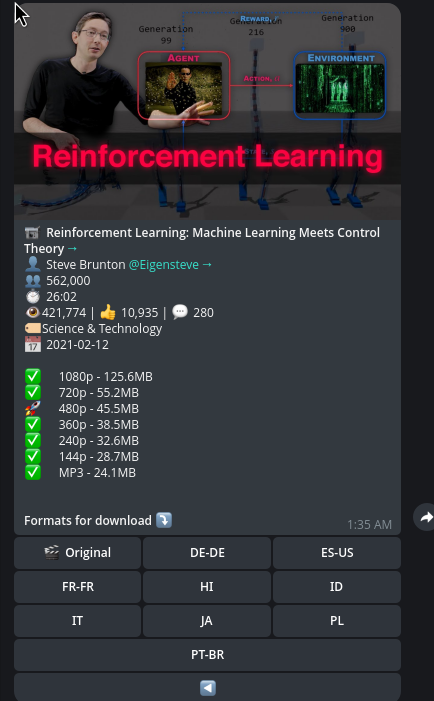 Generation
99
Generation
216
Generation
900
REWARD,
AGENT
ACTION,
ENVIRONMENT
Reinforcement Learning
Reinforcement Learning: Machine Learning Meets Control
Theory →
Steve Brunton @Eigensteve →
562,000
26:02
421,774 | 👍 10,935 | 💬 280
Science & Technology
2021-02-12
✅ 1080p - 125.6MB
✅ 720p - 55.2MB
🚀 480p - 45.5MB
✅ 360p - 38.5MB
✅ 240p - 32.6MB
✅ 144p - 28.7MB
✅ MP3 - 24.1MB
Formats for download ⤵️
1:35 AM
🎬 Original
DE-DE
ES-US
FR-FR
HI
ID
IT
JA
PL
PT-BR